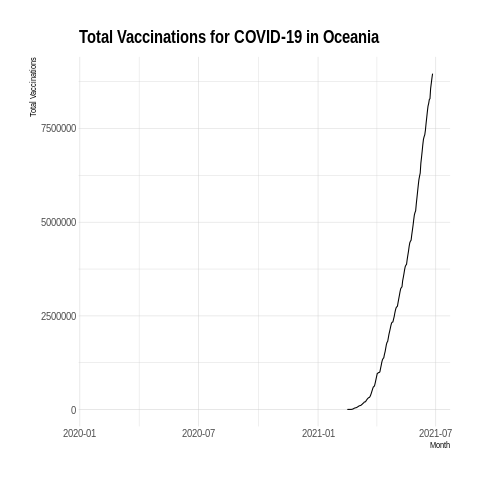 Total Vaccinations for COVID-19 in Oceania
Total Vaccinations
7500000
5000000
2500000
0
2020-01 2020-07 2021-01 2021-07
Month